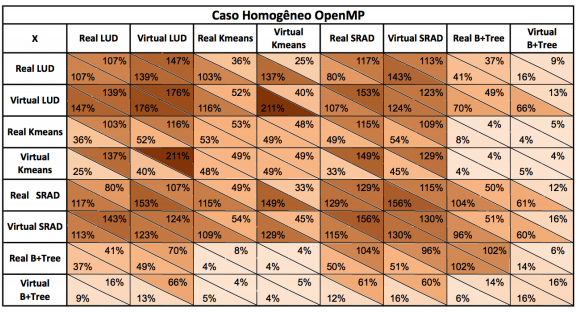 Caso Homogêneo OpenMP
X Real LUD Virtual LUD Real Kmeans Virtual Kmeans Real SRAD Virtual SRAD Real B+Tree Virtual B+Tree
Real LUD 107% 107% 147% 139% 36% 103% 25% 137% 117% 80% 113% 143% 37% 41% 9% 16%
Virtual LUD 139% 147% 176% 176% 52% 116% 40% 211% 153% 107% 123% 124% 49% 70% 13% 66%
Real Kmeans 103% 36% 116% 52% 53% 53% 48% 49% 115% 49% 109% 54% 4% 8% 5% 4%
Virtual Kmeans 137% 25% 211% 40% 49% 48% 49% 49% 149% 33% 129% 45% 4% 4% 4% 5%
Real SRAD 80% 117% 107% 153% 49% 115% 33% 149% 129% 129% 115% 156% 50% 104% 12% 61%
Virtual SRAD 143% 113% 124% 123% 54% 109% 45% 129% 156% 115% 130% 130% 51% 96% 16% 60%
Real B+Tree 41% 37% 70% 49% 8% 4% 4% 4% 104% 50% 96% 51% 102% 102% 14% 6%
Virtual B+Tree 16% 9% 66% 13% 4% 5% 5% 4% 61% 12% 60% 16% 14% 6% 16% 16%